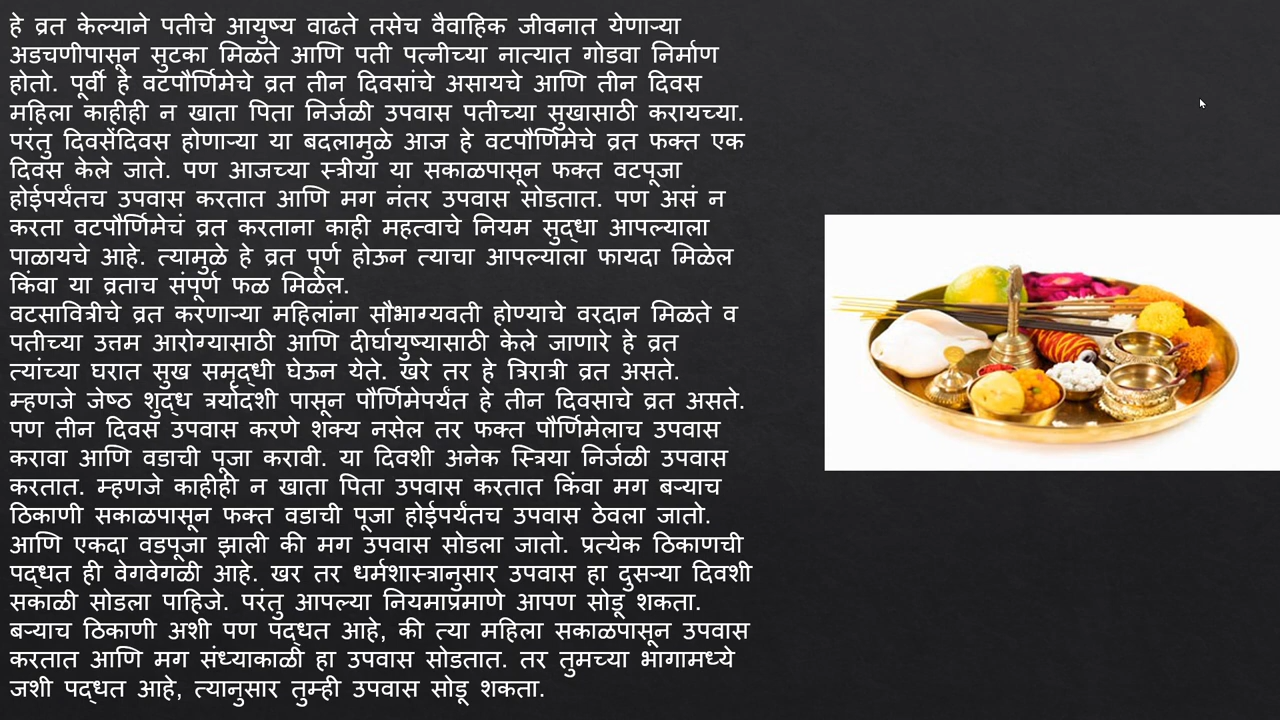 हे व्रत केल्याने पतीचे आयुष्य वाढते तसेच वैवाहिक जीवनात येणाऱ्या
अडचणीपासून सुटका मिळते आणि पती पत्नीच्या नात्यात गोडवा निर्माण
होतो. पूर्वी हे वटपौर्णिमेचे व्रत तीन दिवसांचे असायचे आणि तीन दिवस
महिला काहीही न खाता पिता निर्जळी उपवास पतीच्या सुखासाठी करायच्या.
परंतु दिवसेंदिवस होणाऱ्या या बदलामुळे आज हे वटपौर्णिमेचे व्रत फक्त एक
दिवस केले जाते. पण आजच्या स्त्रीया या सकाळपासून फक्त वटपूजा
होईपर्यंतच उपवास करतात आणि मग नंतर उपवास सोडतात. पण असं न
करता वटपौर्णिमेचं व्रत करताना काही महत्वाचे नियम सुद्धा आपल्याला
पाळायचे आहे. त्यामुळे हे व्रत पूर्ण होऊन त्याचा आपल्याला फायदा मिळेल
किंवा या व्रताच संपूर्ण फळ मिळेल.
वटसावित्रीचे व्रत करणाऱ्या महिलांना सौभाग्यवती होण्याचे वरदान मिळते व
पतीच्या उत्तम आरोग्यासाठी आणि दीर्घायुष्यासाठी केले जाणारे हे व्रत
त्यांच्या घरात सुख समृद्धी घेऊन येते. खरे तर हे त्रिरात्री व्रत असते.
म्हणजे जेष्ठ शुद्ध त्रयोदशी पासून पौर्णिमेपर्यंत हे तीन दिवसाचे व्रत असते.
पण तीन दिवस उपवास करणे शक्य नसेल तर फक्त पौर्णिमेलाच उपवास
करावा आणि वडाची पूजा करावी. या दिवशी अनेक स्त्रिया निर्जळी उपवास
करतात. म्हणजे काहीही न खाता पिता उपवास करतात किंवा मग बऱ्याच
ठिकाणी सकाळपासून फक्त वडाची पूजा होईपर्यंतच उपवास ठेवला जातो.
आणि एकदा वडपूजा झाली की मग उपवास सोडला जातो. प्रत्येक ठिकाणची
पद्धत ही वेगवेगळी आहे. खर तर धर्मशास्त्रानुसार उपवास हा दुसऱ्या दिवशी
सकाळी सोडला पाहिजे. परंतु आपल्या नियमाप्रमाणे आपण सोडू शकता.
बऱ्याच ठिकाणी अशी पण पद्धत आहे, की त्या महिला सकाळपासून उपवास
करतात आणि मग संध्याकाळी हा उपवास सोडतात. तर तुमच्या भागामध्ये
जशी पद्धत आहे, त्यानुसार तुम्ही उपवास सोडू शकता.